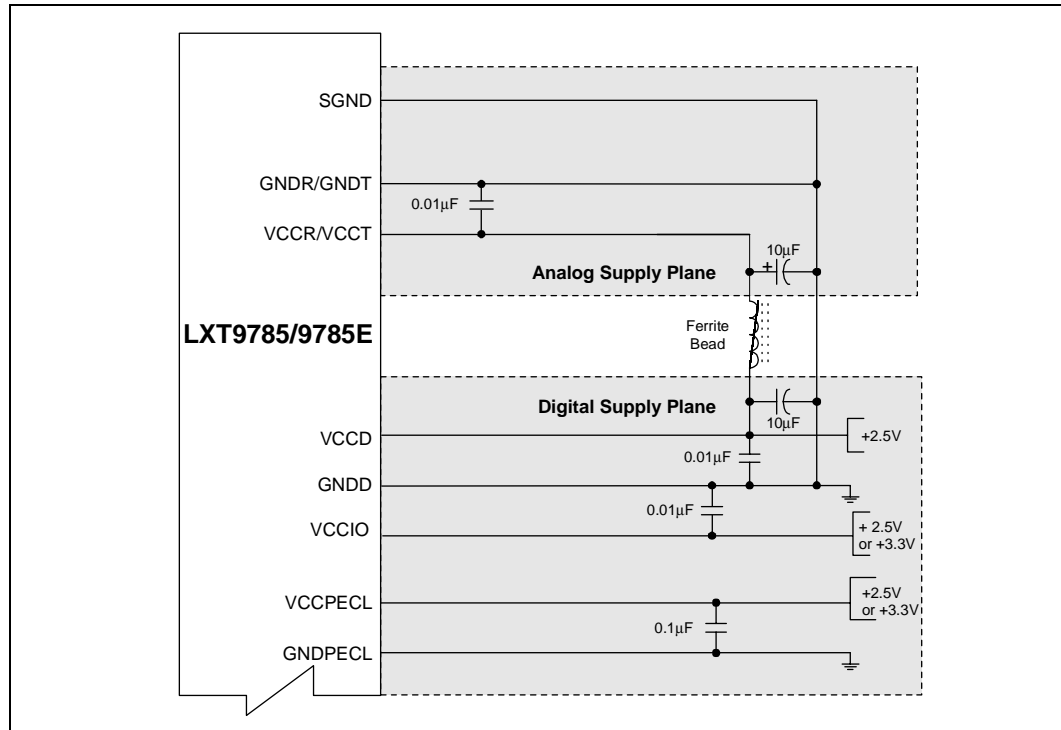 SGND
GNDR/GNDT
0.01μF
VCCR/VCCT
10μF
+
Analog Supply Plane
LXT9785/9785E
Ferrite
Bead
Digital Supply Plane
10μF
VCCD
+2.5V
0.01μF
GNDD
0.01μF
VCCIO
+ 2.5V
or +3.3V
VCCPECL
+2.5V
or +3.3V
0.1μF
GNDPECL